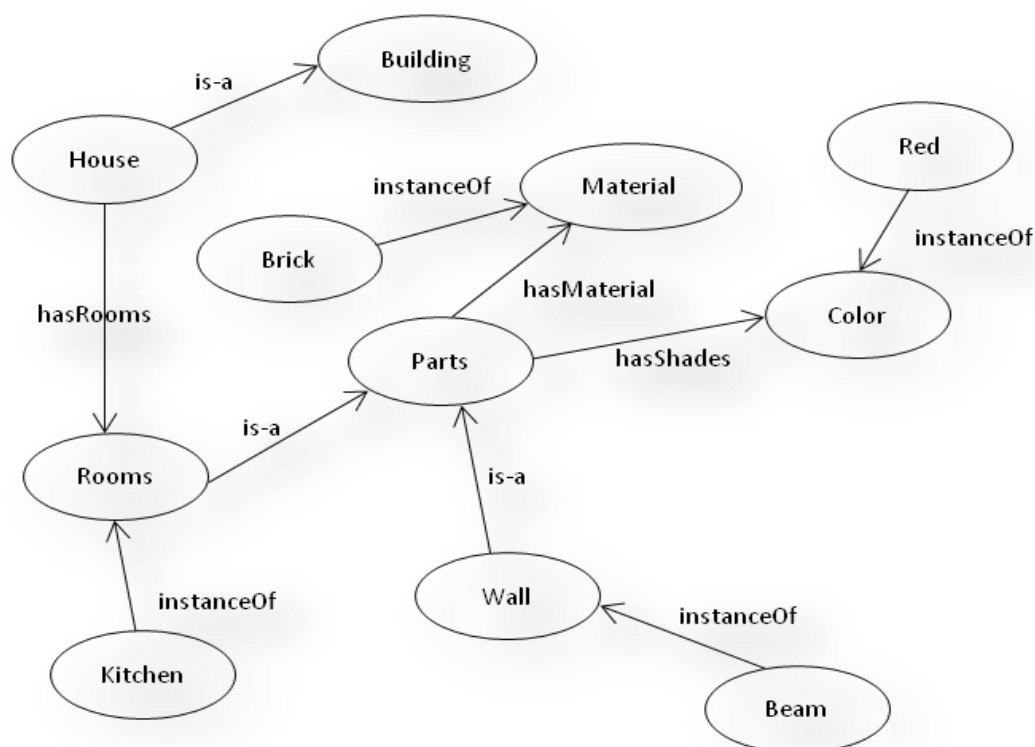 Building
is-a
House
Red
instanceOf
Material
Brick
instanceOf
hasMaterial
hasRooms
Color
Parts
hasShades
is-a
Rooms
is-a
Wall
instanceOf
instanceOf
Kitchen
Beam